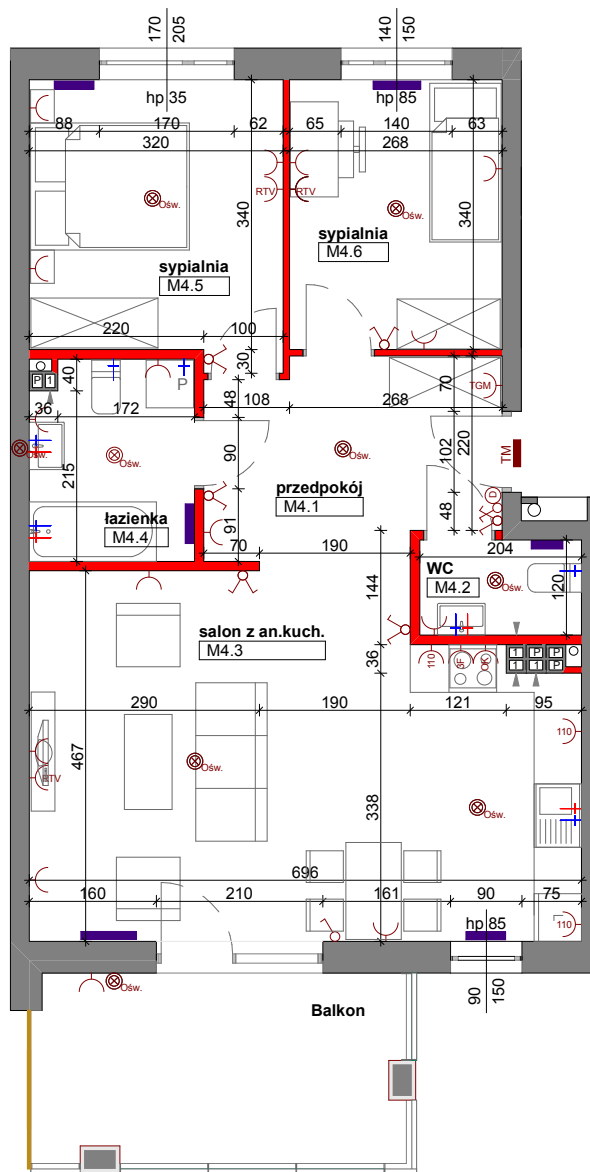 170
205
140
150
hp 35
hp 85
88
170
62
65
140
63
320
268
RTV
RTV
Ośw.
Ośw.
340
340
sypialnia
M4.5
sypialnia
M4.6
220
100
30
40
P
1
P
48
108
268
70
TGM
36
172
Ośw.
Ośw.
Ośw.
90
102
220
TM
215
przedpokój
M4.1
łazienka
M4.4
91
48
D
70
190
204
WC
M4.2
Ośw.
120
144
salon z an.kuch.
M4.3
36
110
3F
OK
1
P
P
1
1
P
290
190
121
95
467
110
RTV
Ośw.
Ośw.
338
696
160
210
161
90
75
hp 85
110
Ośw.
90
150
Balkon